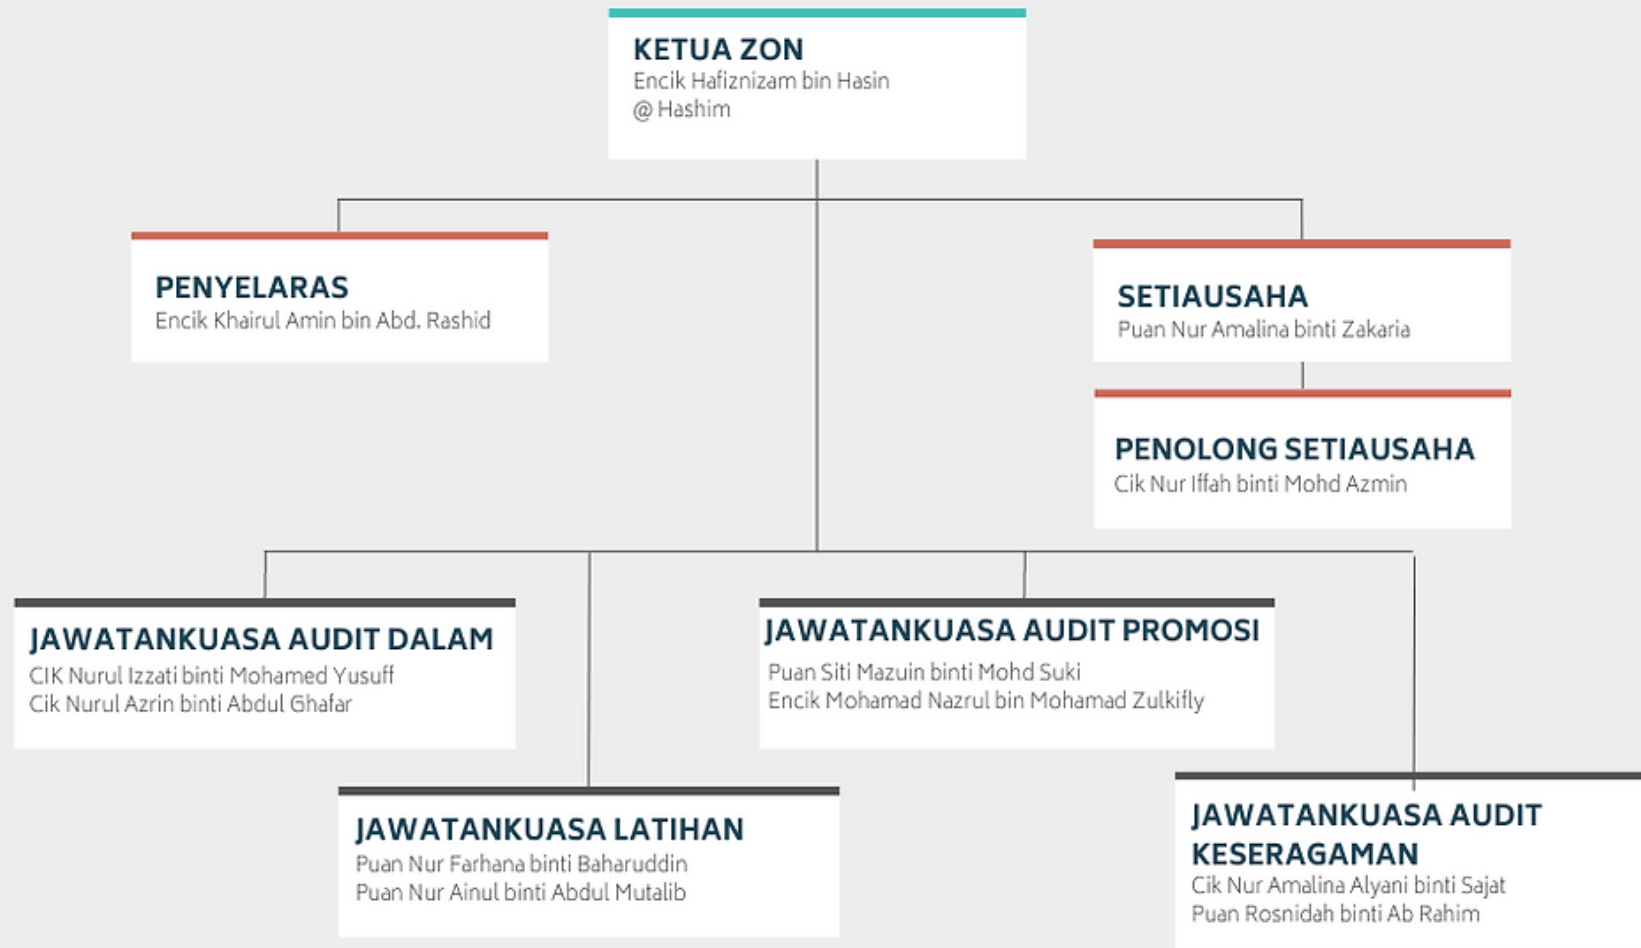 KETUA ZON
Encik Hafiznizam bin Hasin
@ Hashim
PENYELARAS
Encik Khairul Amin bin Abd. Rashid
SETIAUSAHA
Puan Nur Amalina binti Zakaria
PENOLONG SETIAUSAHA
Cik Nur Iffah binti Mohd Azmin
JAWATANKUASA AUDIT DALAM
CIK Nurul Izzati binti Mohamed Yusuff
Cik Nurul Azrin binti Abdul Ghafar
JAWATANKUASA AUDIT PROMOSI
Puan Siti Mazuin binti Mohd Suki
Encik Mohamad Nazrul bin Mohamad Zulkifly
JAWATANKUASA LATIHAN
Puan Nur Farhana binti Baharuddin
Puan Nur Ainul binti Abdul Mutalib
JAWATANKUASA AUDIT
KESERAGAMAN
Cik Nur Amalina Alyani binti Sajat
Puan Rosnidah binti Ab Rahim